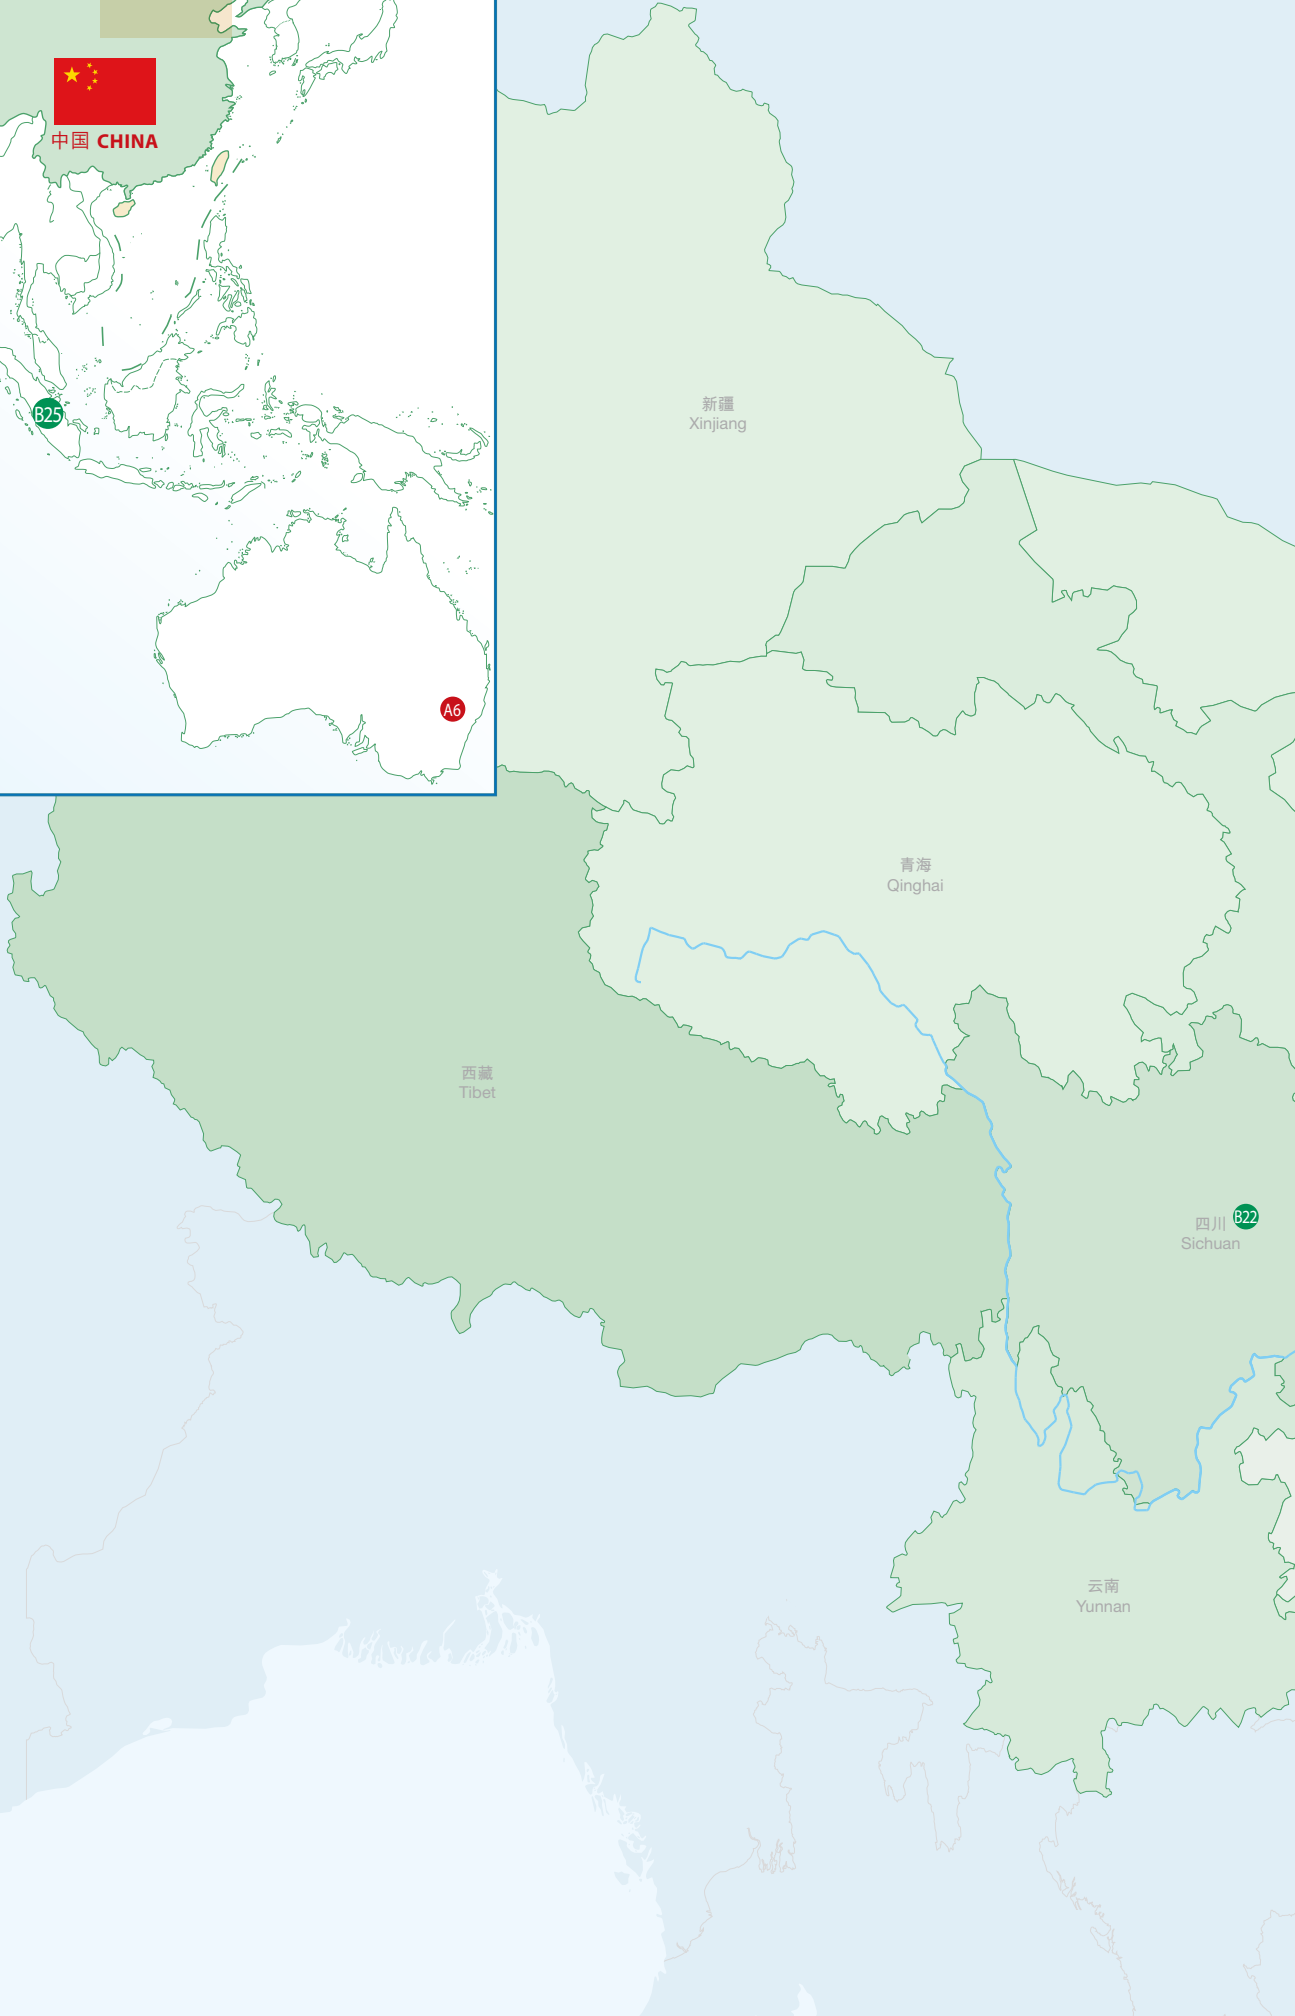 中国 CHINA
B25
A6
新疆
Xinjiang
青海
Qinghai
西藏
Tibet
四川
Sichuan
B22
云南
Yunnan